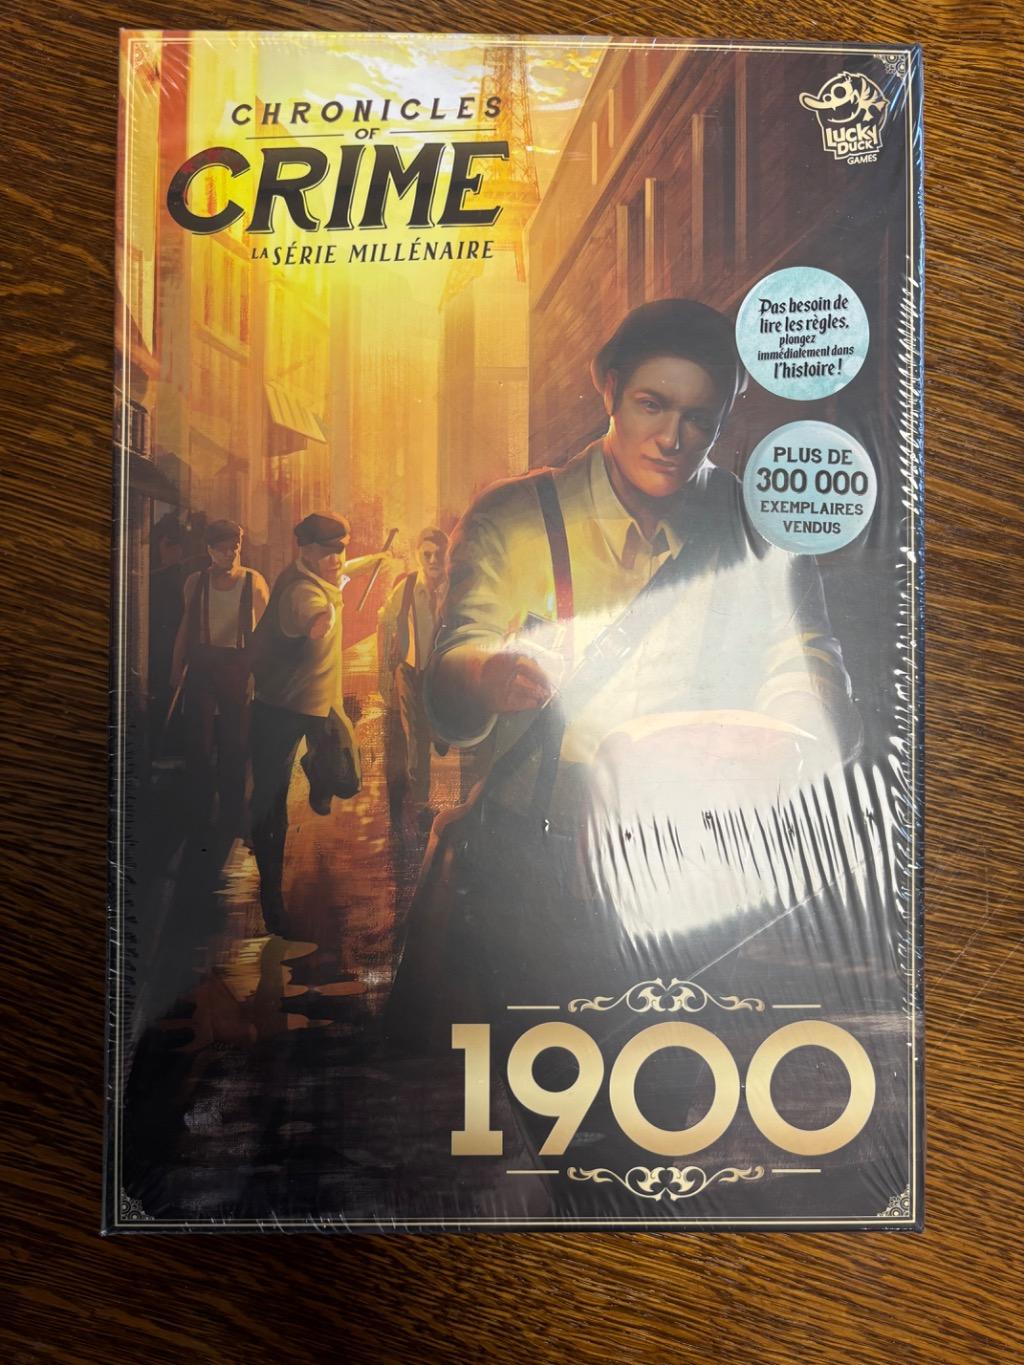 CHRONICLES
OF
CRIME
LA SÉRIE MILLÉNAIRE
LUCKY
DUCK
GAMES
Pas besoin de
lire les règles,
plongez
immédiatement dans
l'histoire !
PLUS DE
300 000
EXEMPLAIRES
VENDUS
1900